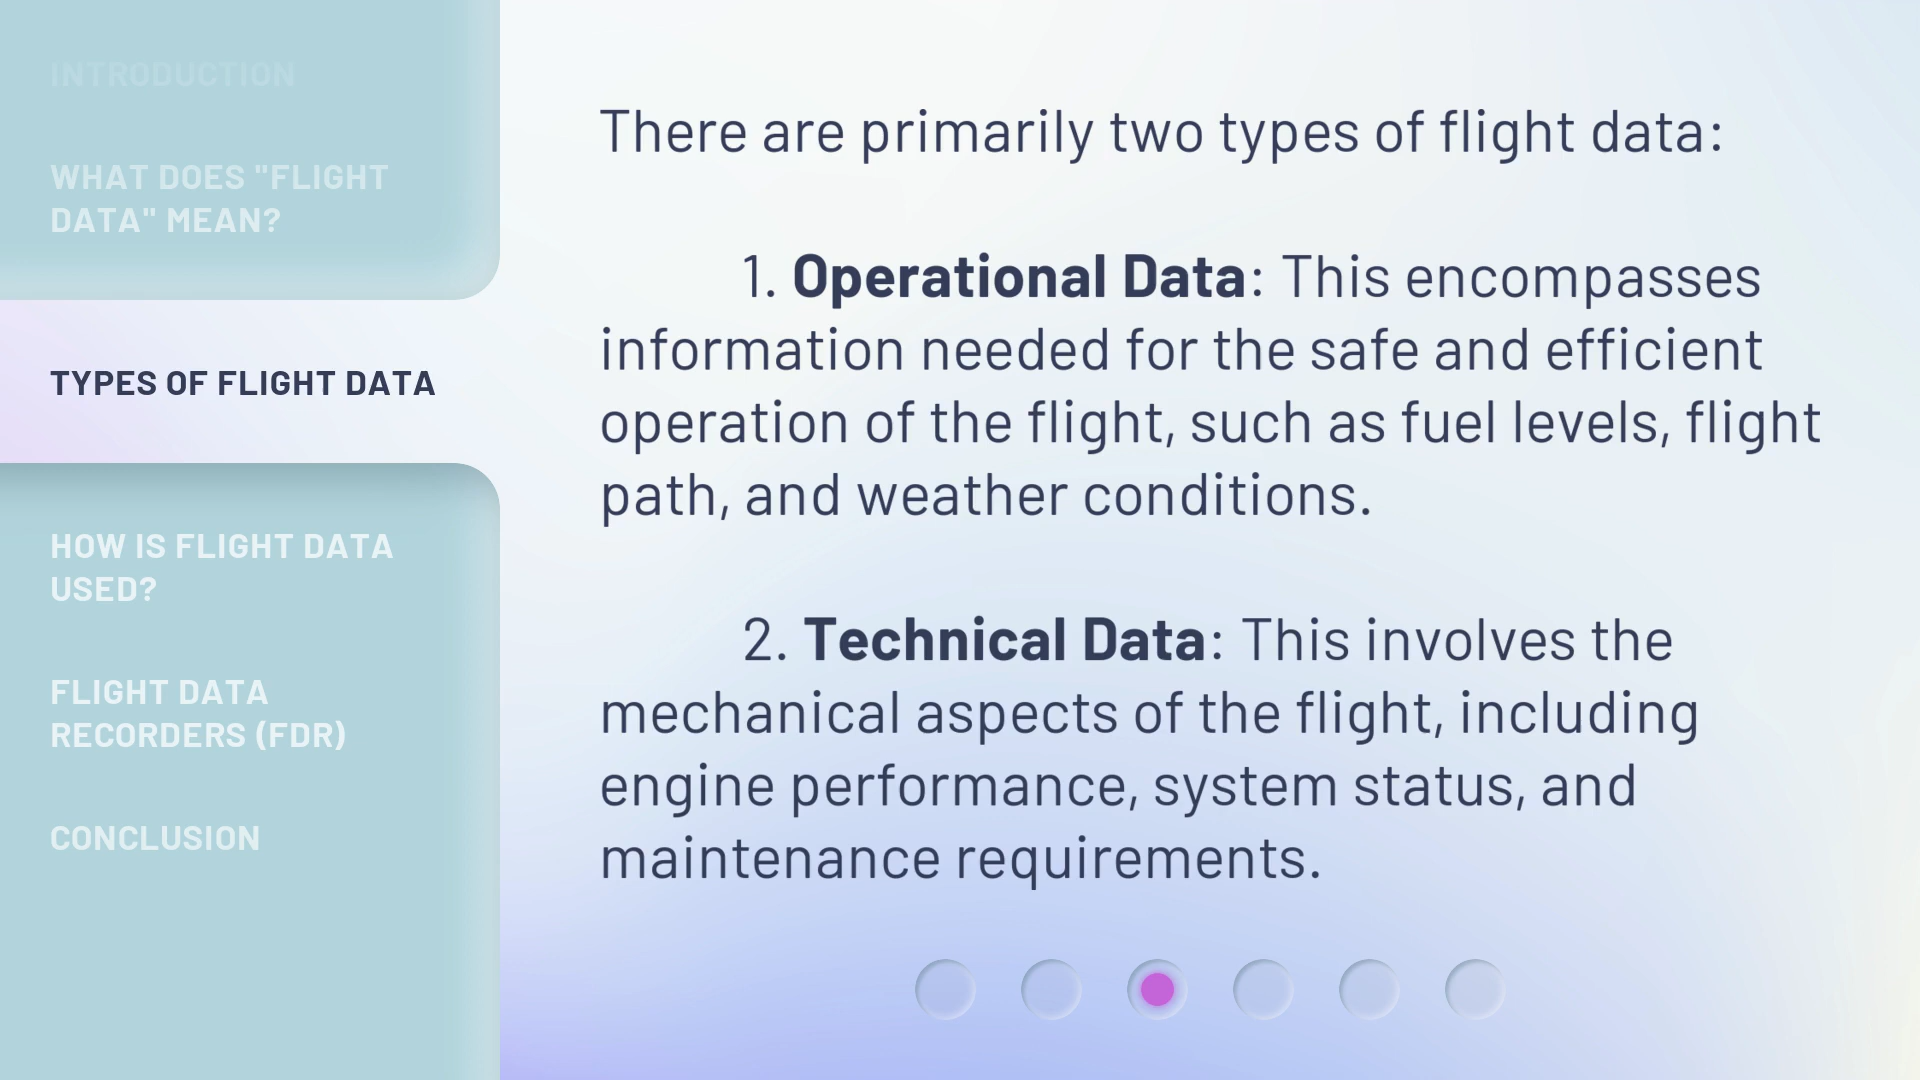 INTRODUCTION
WHAT DOES "FLIGHT
DATA" MEAN?
TYPES OF FLIGHT DATA
HOW IS FLIGHT DATA
USED?
FLIGHT DATA
RECORDERS (FDR)
CONCLUSION
There are primarily two types of flight data:
1. Operational Data: This encompasses
information needed for the safe and efficient
operation of the flight, such as fuel levels, flight
path, and weather conditions.
2. Technical Data: This involves the
mechanical aspects of the flight, including
engine performance, system status, and
maintenance requirements.